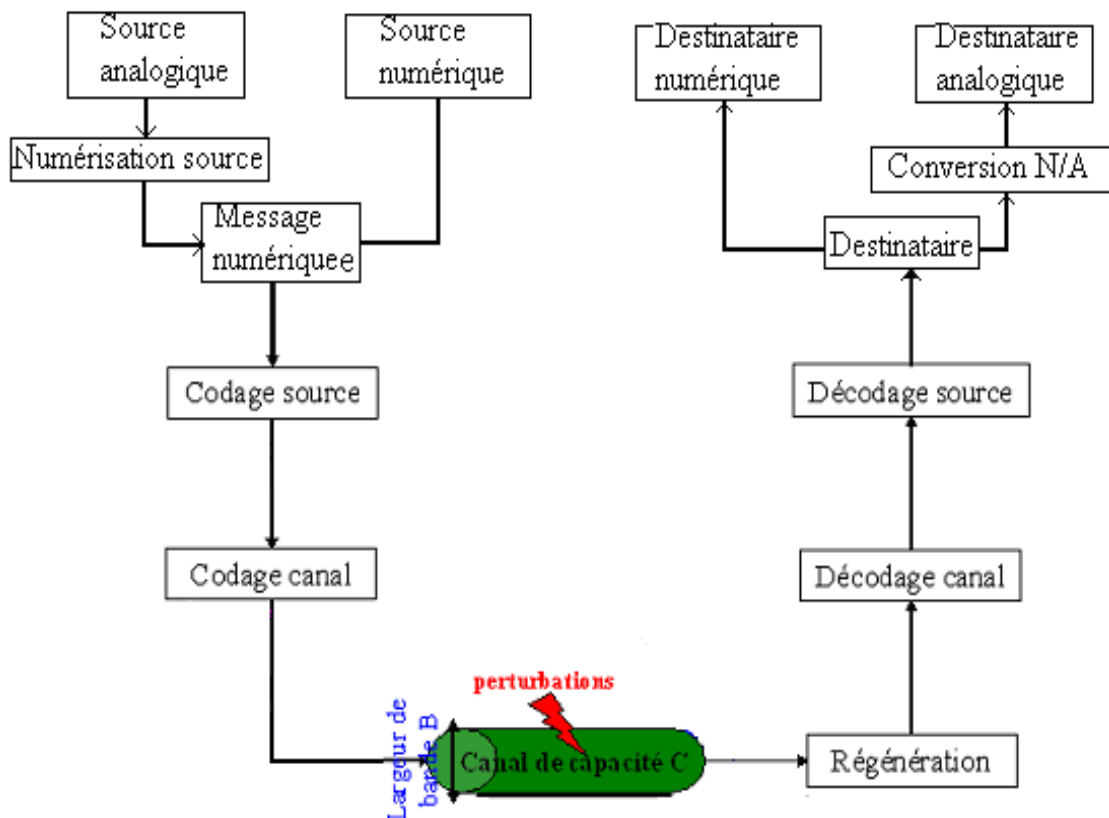 Source
analogique
Source
numérique
Destinataire
numérique
Destinataire
analogique
Numérisation source
Conversion N/A
Message
numériquee
Destinataire
Codage source
Décodage source
Codage canal
Décodage canal
perturbations
Largeur de
bande B
Canal de capacité C
Régénération